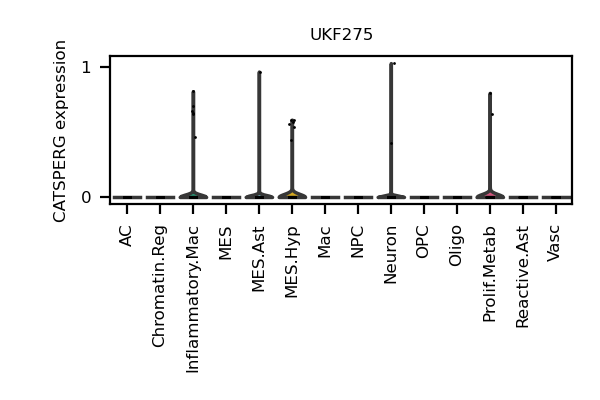 UKF275
CATSPERG expression
1
0
AC
Chromatin.Reg
Inflammatory.Mac
MES
MES.Ast
MES.Hyp
Mac
NPC
Neuron
OPC
Oligo
Prolif.Metab
Reactive.Ast
Vasc